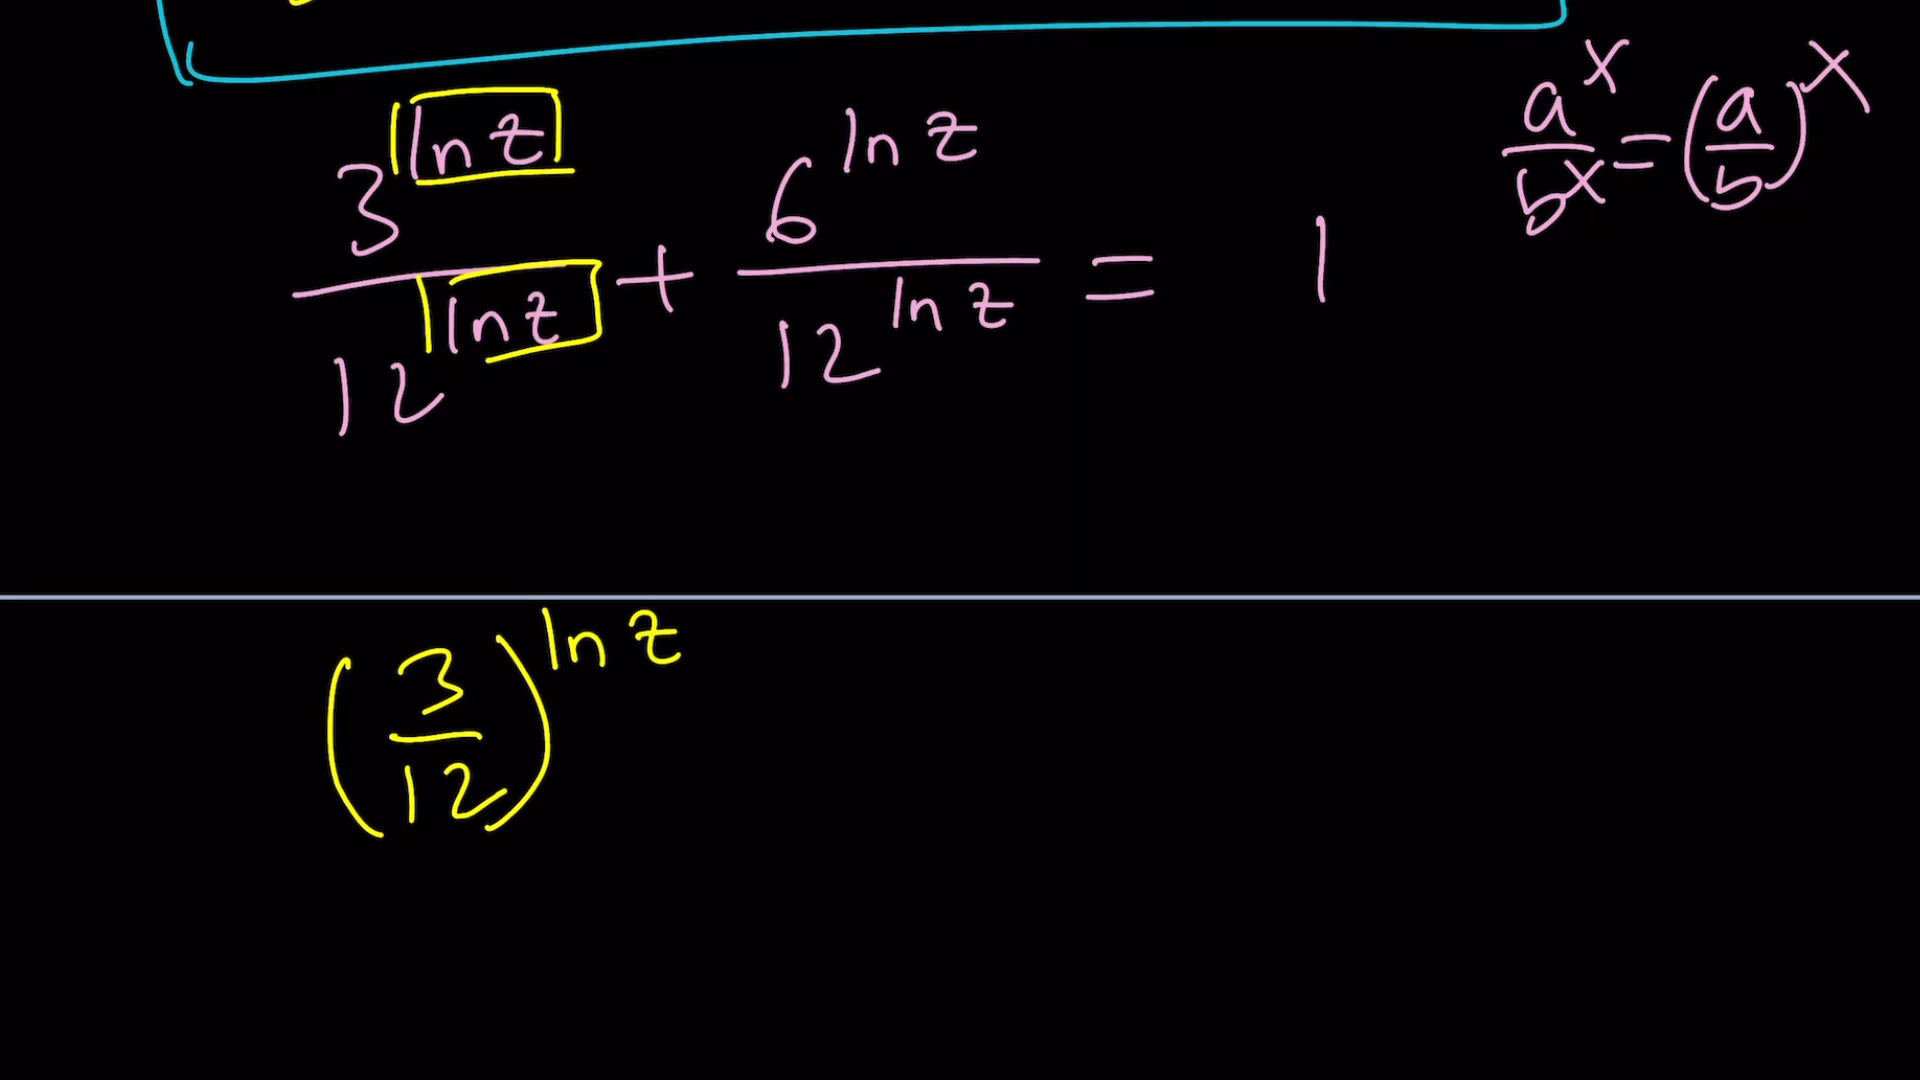 3^{ln z} / 12^{ln z} + 6^{ln z} / 12^{ln z} = 1
a^x / b^x = (a / b)^x
(3 / 12)^{ln z}